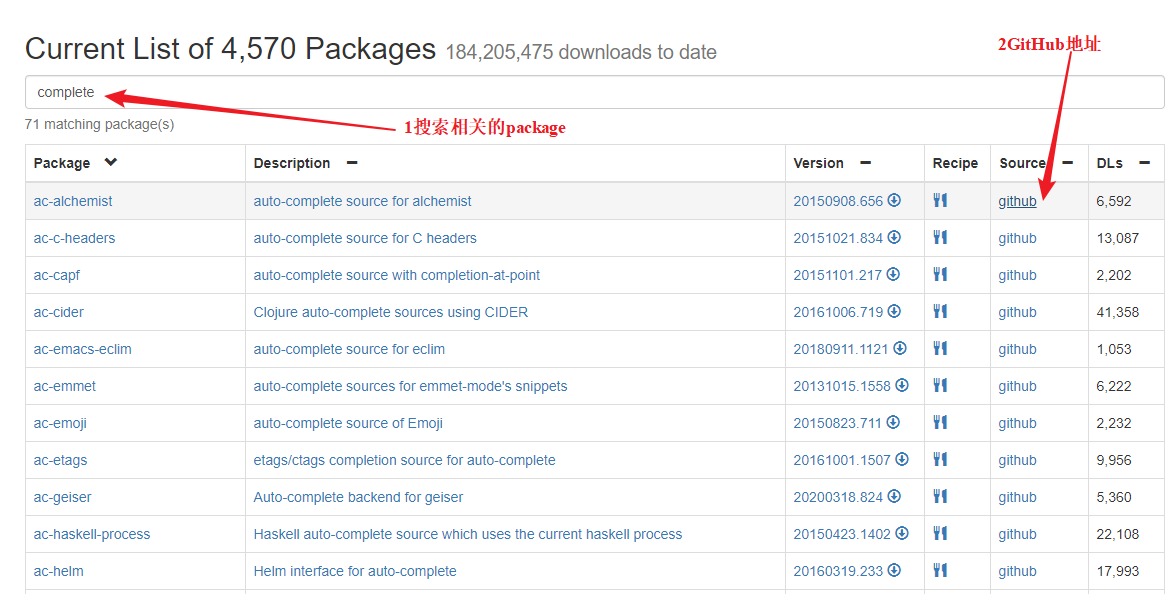 2GitHub地址
Current List of 4,570 Packages 184,205,475 downloads to date
complete
71 matching package(s)
1搜索相关的package
Package Description Version Recipe Source DLs
ac-alchemist auto-complete source for alchemist 20150908.656 github 6,592
ac-c-headers auto-complete source for C headers 20151021.834 github 13,087
ac-capf auto-complete source with completion-at-point 20151101.217 github 2,202
ac-cider Clojure auto-complete sources using CIDER 20161006.719 github 41,358
ac-emacs-eclim auto-complete source for eclim 20180911.1121 github 1,053
ac-emmet auto-complete sources for emmet-mode's snippets 20131015.1558 github 6,222
ac-emoji auto-complete source of Emoji 20150823.711 github 2,232
ac-etags etags/ctags completion source for auto-complete 20161001.1507 github 9,956
ac-geiser Auto-complete backend for geiser 20200318.824 github 5,360
ac-haskell-process Haskell auto-complete source which uses the current haskell process 20150423.1402 github 22,108
ac-helm Helm interface for auto-complete 20160319.233 github 17,993